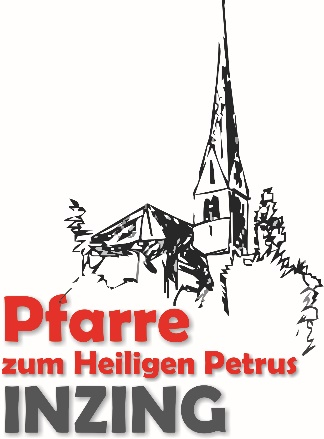 Pfarre
zum Heiligen Petrus
INZING